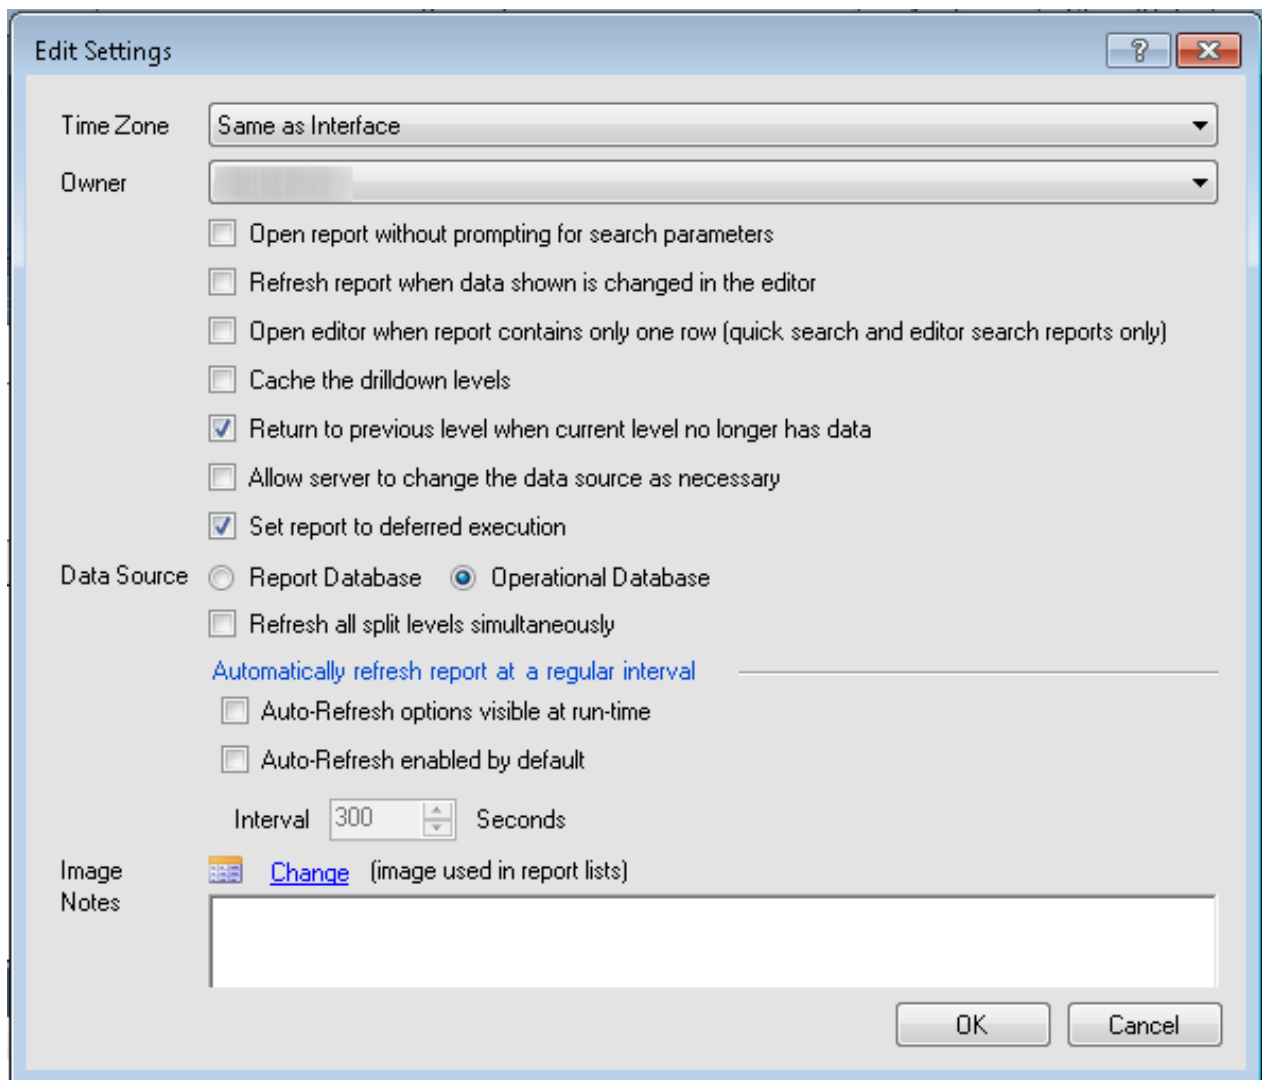 Edit Settings
Time Zone Same as Interface
Owner
Open report without prompting for search parameters
Refresh report when data shown is changed in the editor
Open editor when report contains only one row (quick search and editor search reports only)
Cache the drilldown levels
Return to previous level when current level no longer has data
Allow server to change the data source as necessary
Set report to deferred execution
Data Source Report Database Operational Database
Refresh all split levels simultaneously
Automatically refresh report at a regular interval
Auto-Refresh options visible at run-time
Auto-Refresh enabled by default
Interval 300 Seconds
Image Change (image used in report lists)
Notes
OK Cancel